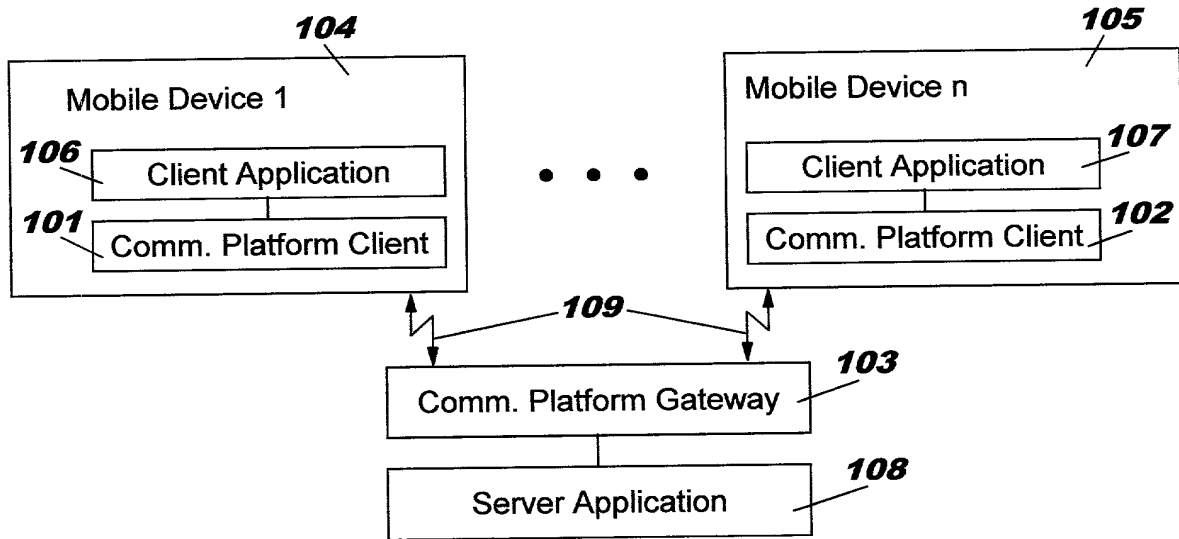 104
105
Mobile Device 1
Mobile Device n
106
Client Application
107
Client Application
101
Comm. Platform Client
102
Comm. Platform Client
109
103
Comm. Platform Gateway
108
Server Application